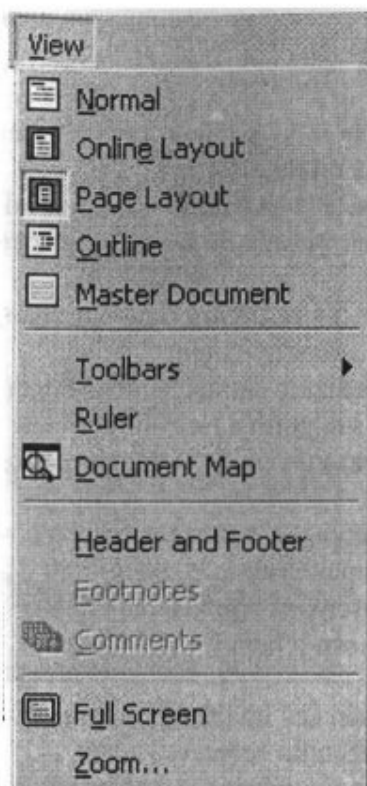 View
Normal
Online Layout
Page Layout
Outline
Master Document
Toolbars
Ruler
Document Map
Header and Footer
Footnotes
Comments
Full Screen
Zoom...